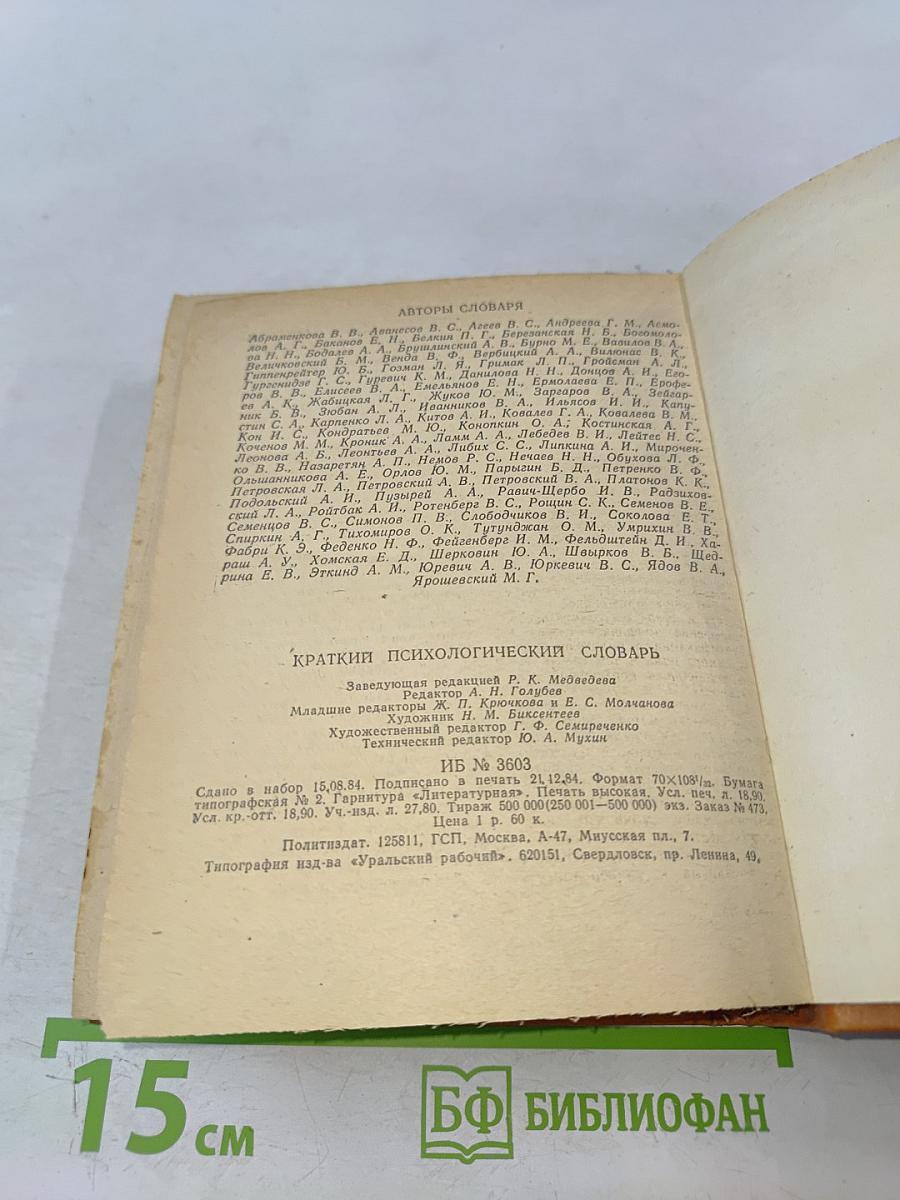 АВТОРЫ СЛОВАРЯ
Абраменкова В. В., Аванесов В. С., Агеев В. С., Андреева Г. М., Асмо-
лов А. Г., Баканов Е. Н., Белкин П. Г., Березанская Н. Б., Богомоло-
ва Н. Н., Бодалев А. А., Брушлинский А. В., Бурно М. Е., Вавилов В. А.,
Величковский Б. М., Венда В. Ф., Вербицкий А. А., Вилюнас В. К.,
Гиппенрейтер Ю. Б., Гозман Л. Я., Гримак Л. П., Гройсман А. Л.,
Гургенидзе Г. С., Гуревич К. М., Данилова Н. Н., Донцов А. И., Его-
ров В. В., Елисеев В. А., Емельянов Е. Н., Ермолаева Е. П., Ерофе-
ев А. К., Жабицкая Л. Г., Жуков Ю. М., Заргаров В. А., Зейгар-
ник Б. В., Зюбан А. Л., Иванников В. А., Ильясов И. И., Капу-
стин С. А., Карпенко Л. А., Китов А. И., Ковалев Г. А., Ковалева В. М.,
Кон И. С., Кондратьев М. Ю., Конопкин О. А., Костинская А. Г.,
Коченов М. М., Кроник А. А., Ламм А. А., Лебедев В. И., Лейтес Н. С.,
Леонова А. Б., Леонтьев А. А., Либих С. С., Липкина А. И., Миронен-
ко В. В., Назаретян А. П., Немов Р. С., Нечаев Н. Н., Обухова Л. Ф.,
Ольшанникова А. Е., Орлов Ю. М., Парыгин Б. Д., Петренко В. Ф.,
Петровская Л. А., Петровский А. В., Петровский В. А., Платонов К. К.,
Подольский А. И., Пузырей А. А., Равич-Щербо И. В., Радзихов-
ский Л. А., Ройтбак А. И., Ротенберг В. С., Рощин С. К., Семенов В. Е.,
Семенцов В. С., Симонов П. В., Слободчиков В. И., Соколова Е. Т.,
Спиркин А. Г., Тихомиров О. К., Тутунджан О. М., Умрихин В. В.,
Фабри К. Э., Феденко Н. Ф., Фейгенберг И. М., Фельдштейн Д. И., Ха-
раш А. У., Хомская Е. Д., Шерковин Ю. А., Швырков В. Б., Щед-
рина Е. В., Эткинд А. М., Юревич А. В., Юркевич В. С., Ядов В. А.,
Ярошевский М. Г.
КРАТКИЙ ПСИХОЛОГИЧЕСКИЙ СЛОВАРЬ
Заведующая редакцией Р. К. Медведева
Редактор А. Н. Голубев
Младшие редакторы Ж. П. Крючкова и Е. С. Молчанова
Художник Н. М. Биксентеев
Художественный редактор Г. Ф. Семиреченко
Технический редактор Ю. А. Мухин
ИБ № 3603
Сдано в набор 15.08.84. Подписано в печать 21.12.84. Формат 70×108¹/₃₂. Бумага
типографская № 2. Гарнитура «Литературная». Печать высокая. Усл. печ. л. 18,90.
Усл. кр.-отт. 18,90. Уч.-изд. л. 27,80. Тираж 500 000(250 001—500 000) экз. Заказ № 473.
Цена 1 р. 60 к.
Политиздат. 125811, ГСП, Москва, А-47, Миусская пл., 7.
Типография изд-ва «Уральский рабочий». 620151, Свердловск, пр. Ленина, 49.
15 см
БФ БИБЛИОФАН